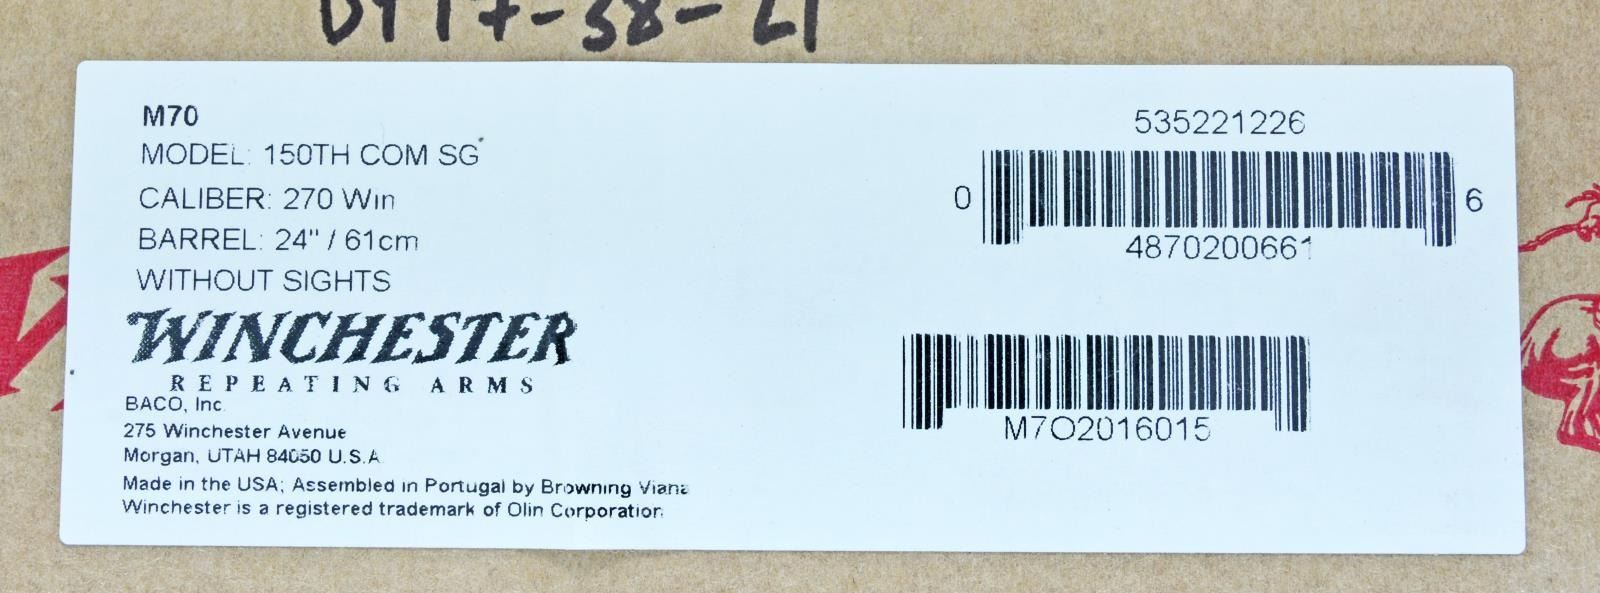 M70
MODEL: 150TH COM SG
CALIBER: 270 Win
BARREL: 24" / 61cm
WITHOUT SIGHTS
WINCHESTER
REPEATING ARMS
BACO, Inc.
275 Winchester Avenue
Morgan, UTAH 84050 U.S.A.
Made in the USA; Assembled in Portugal by Browning Viana
Winchester is a registered trademark of Olin Corporation
535221226
0 6
4870200661
M7O2016015